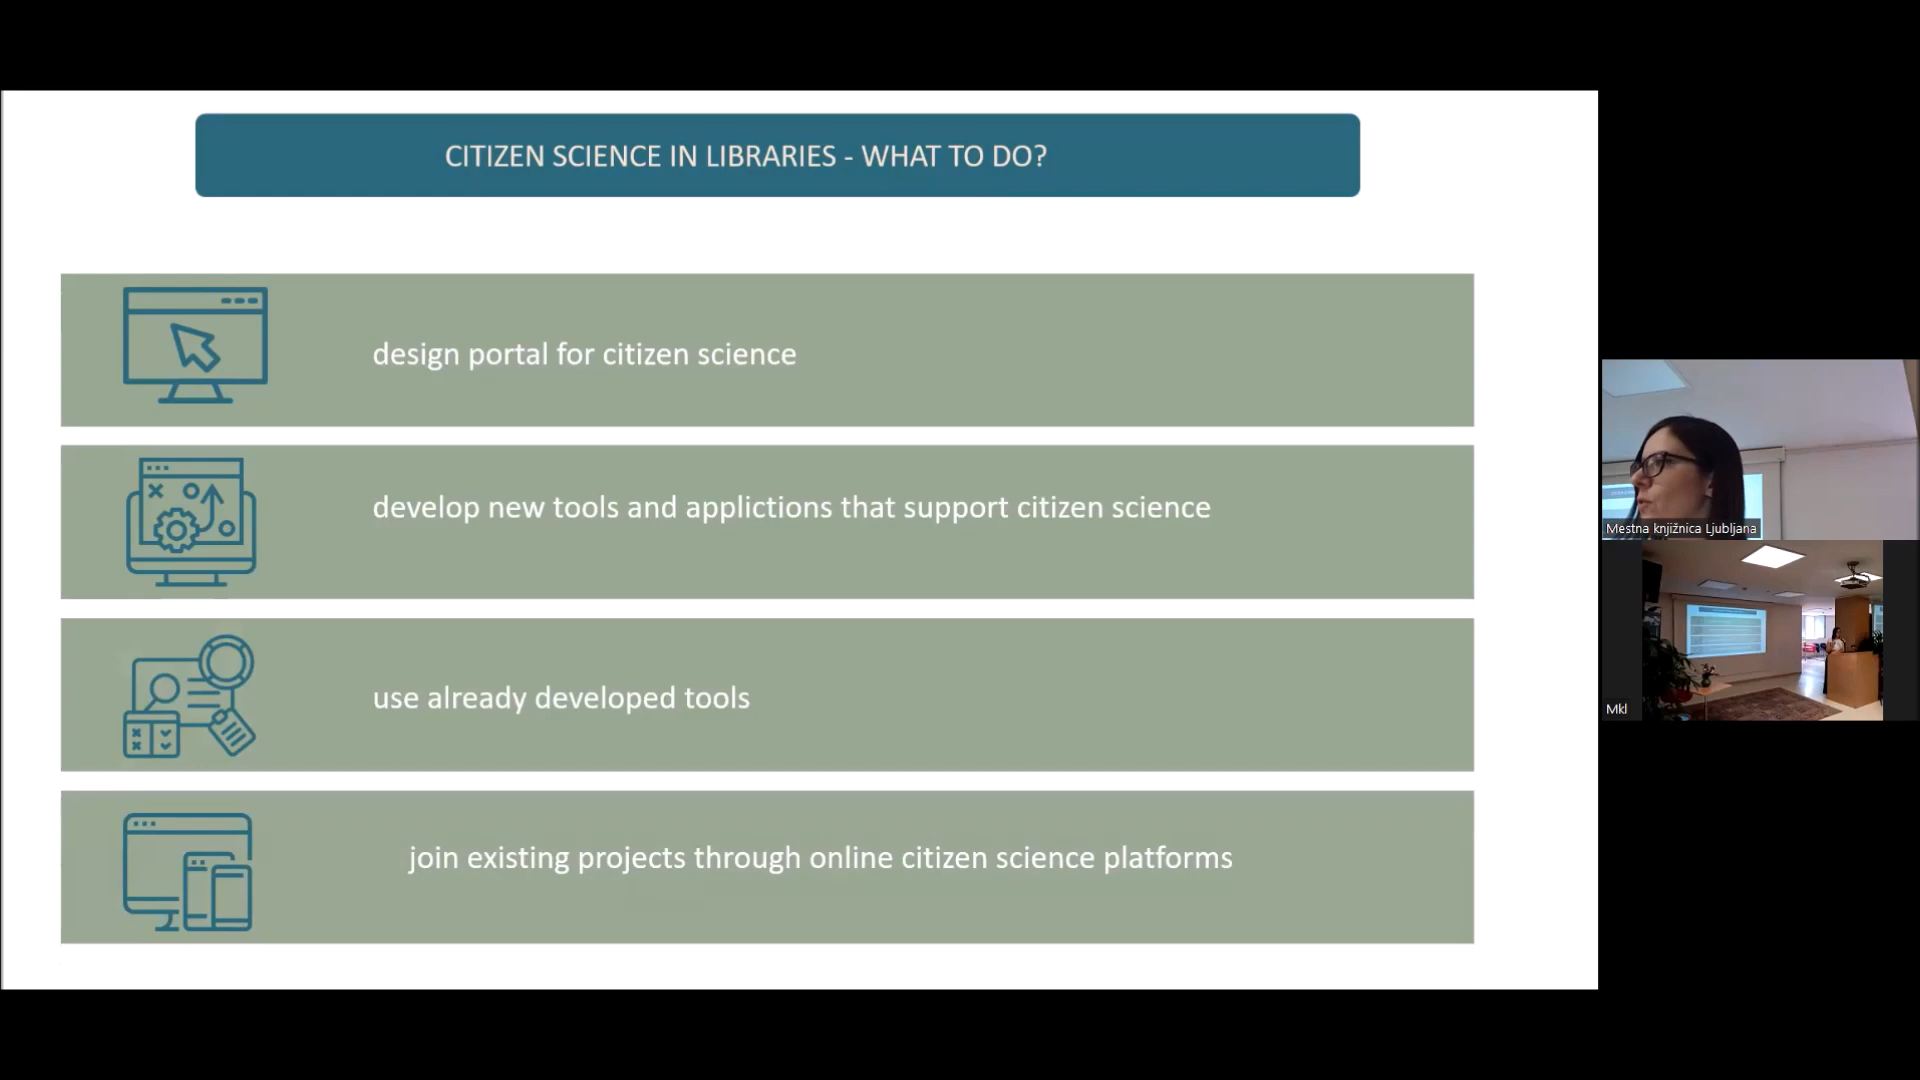 CITIZEN SCIENCE IN LIBRARIES - WHAT TO DO?
design portal for citizen science
develop new tools and applictions that support citizen science
use already developed tools
join existing projects through online citizen science platforms
Mestna knjižnica Ljubljana
Mkl